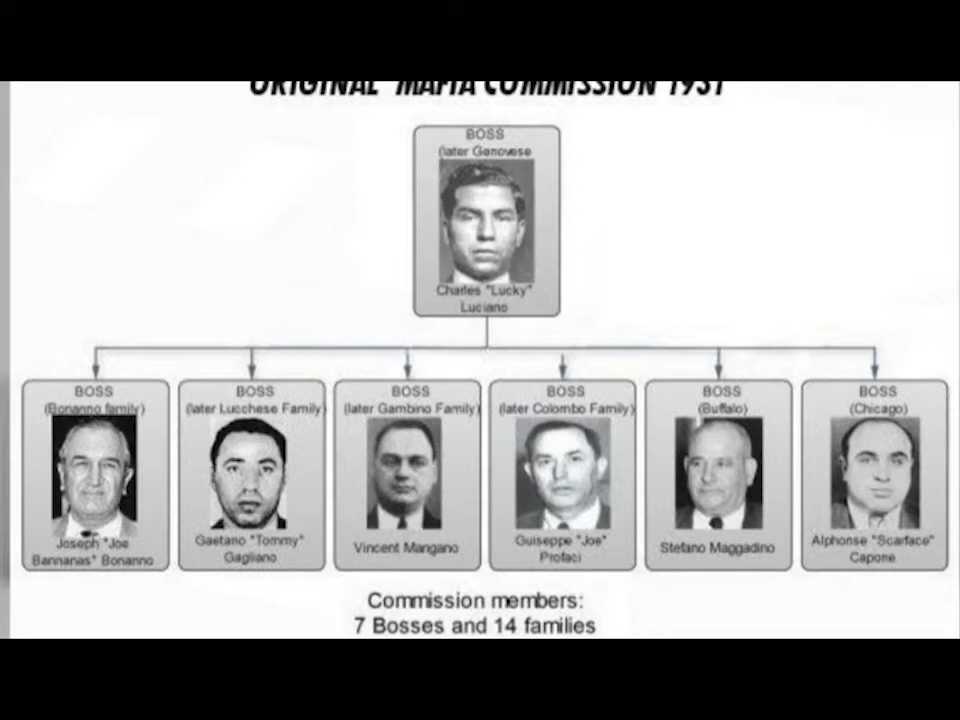 ORIGINAL MAFIA COMMISSION 1931
BOSS
(later Genovese
Charles "Lucky"
Luciano
BOSS
(Bonanno family)
Joseph "Joe
Bannanas" Bonanno
BOSS
(later Lucchese Family)
Gaetano "Tommy"
Gagliano
BOSS
(later Gambino Family)
Vincent Mangano
BOSS
(later Colombo Family)
Guiseppe "Joe"
Profaci
BOSS
(Buffalo)
Stefano Maggadino
BOSS
(Chicago)
Alphonse "Scarface"
Capone
Commission members:
7 Bosses and 14 families